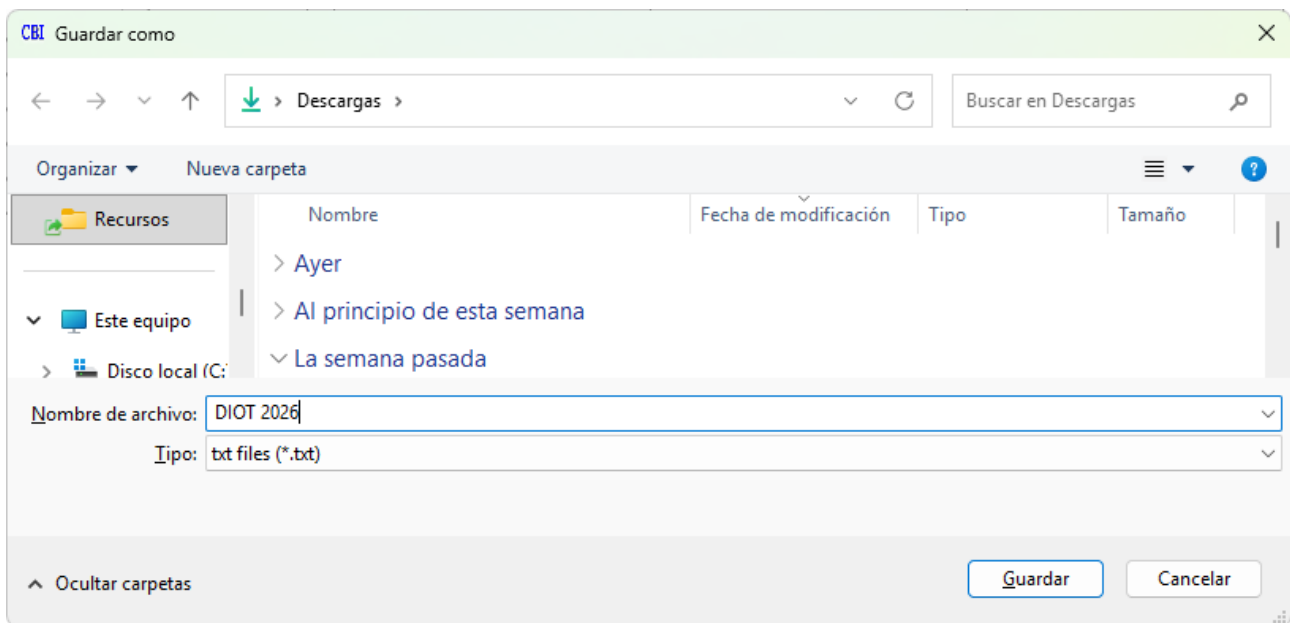 CBI Guardar como
Descargas
Buscar en Descargas
Organizar
Nueva carpeta
Recursos
Nombre
Fecha de modificación
Tipo
Tamaño
Ayer
Al principio de esta semana
La semana pasada
Este equipo
Disco local (C:
Nombre de archivo: DIOT 2026
Tipo: txt files (*.txt)
Ocultar carpetas
Guardar
Cancelar